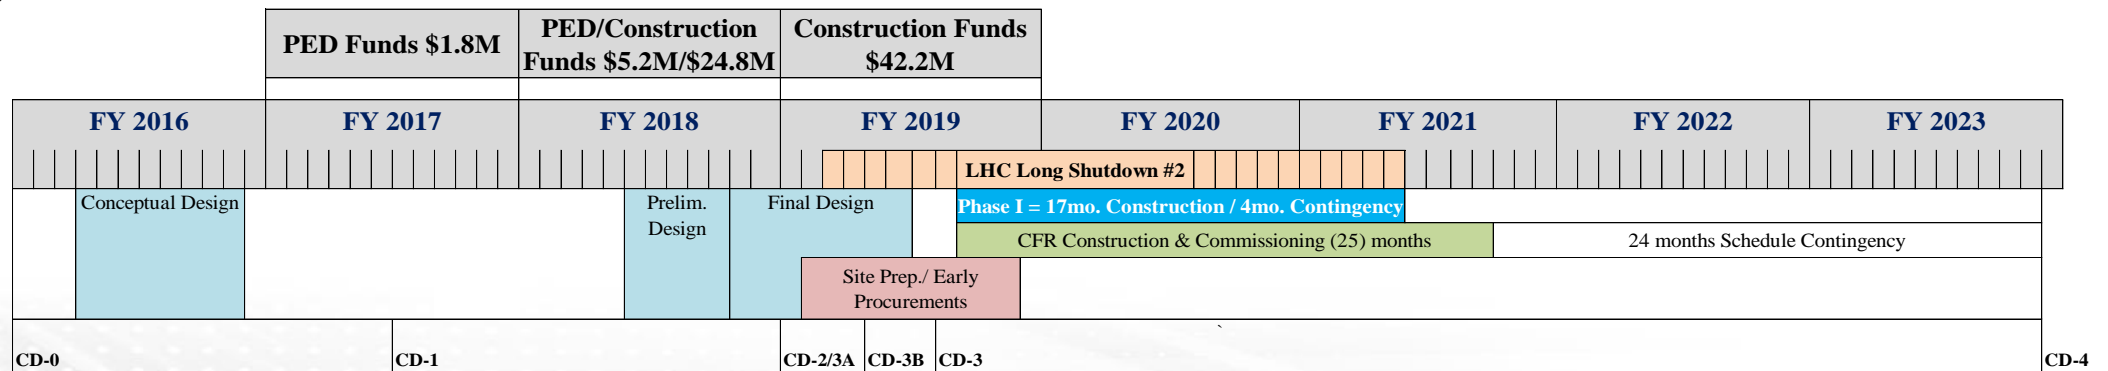 PED Funds $1.8M
PED/Construction
Funds $5.2M/$24.8M
Construction Funds
$42.2M
FY 2016
FY 2017
FY 2018
FY 2019
FY 2020
FY 2021
FY 2022
FY 2023
LHC Long Shutdown #2
Conceptual Design
Prelim.
Design
Final Design
Phase I = 17mo. Construction / 4mo. Contingency
CFR Construction & Commissioning (25) months
24 months Schedule Contingency
Site Prep./ Early
Procurements
`
CD-0
CD-1
CD-2/3A
CD-3B
CD-3
CD-4